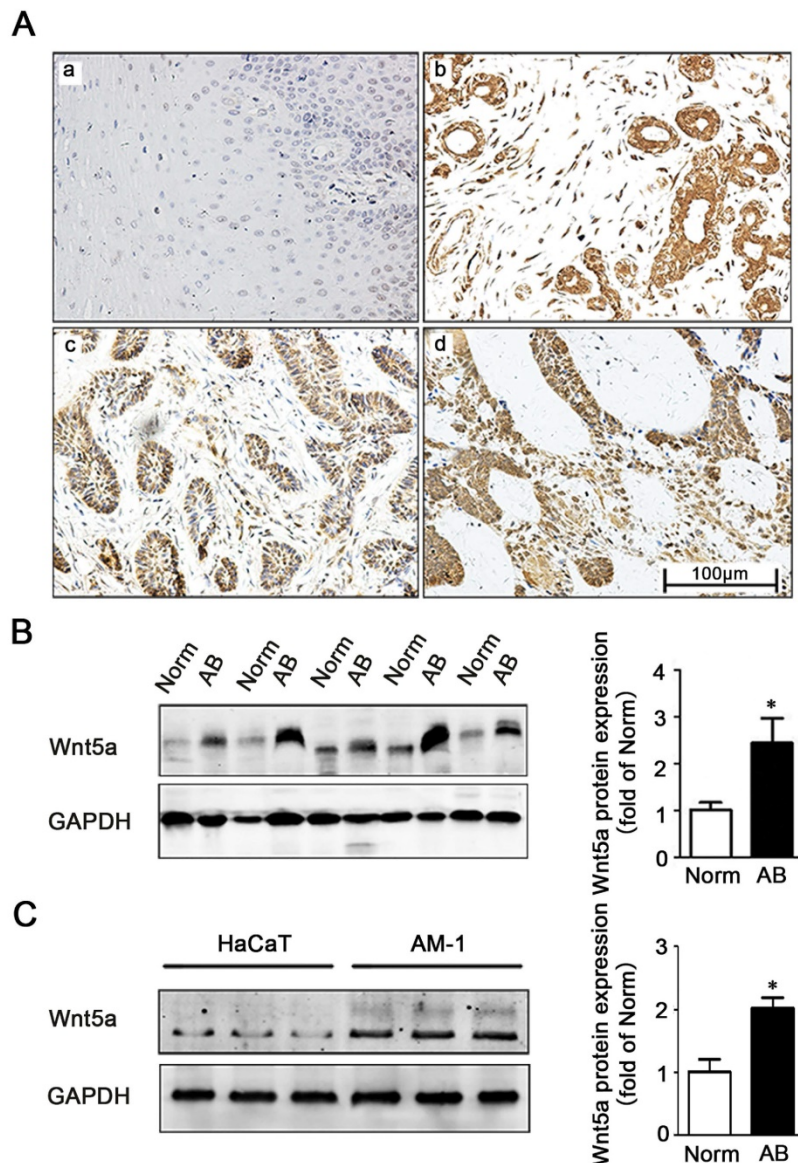 A
a
b
c
d
100μm
B
Norm AB Norm AB Norm AB Norm AB Norm AB
Wnt5a
GAPDH
Wnt5a protein expression
(fold of Norm)
4
3
2
1
0
*
Norm AB
C
HaCaT AM-1
Wnt5a
GAPDH
Wnt5a protein expression
(fold of Norm)
3
2
1
0
*
Norm AB